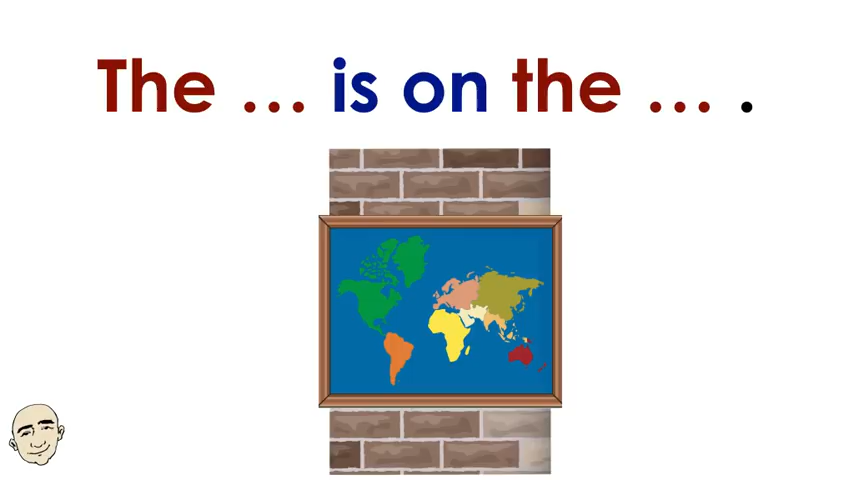 The ... is on the ... .